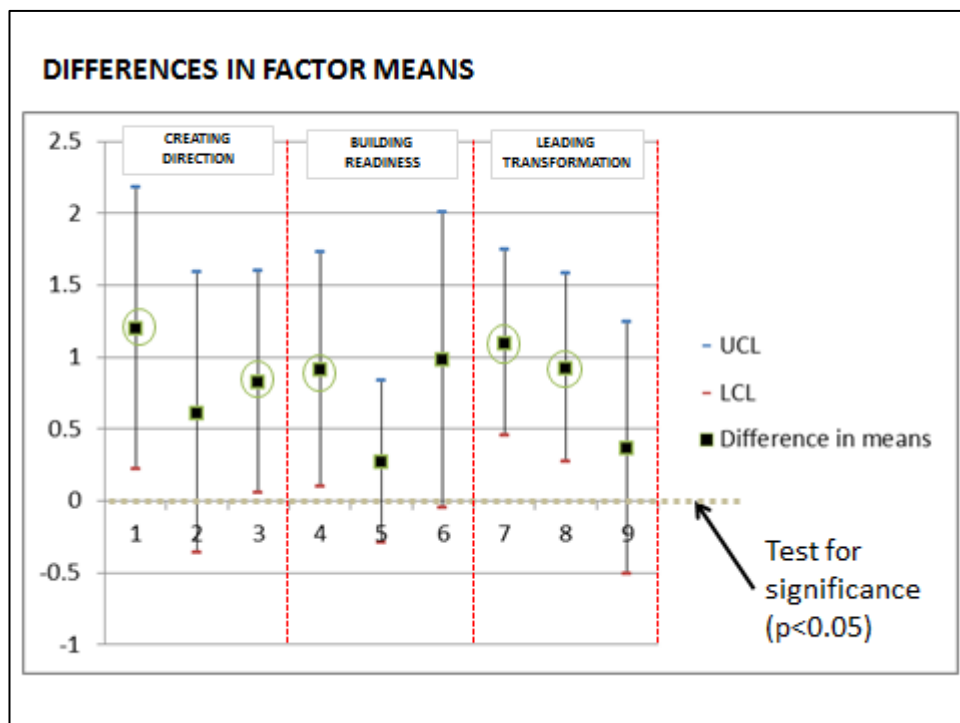 DIFFERENCES IN FACTOR MEANS
CREATING
DIRECTION
BUILDING
READINESS
LEADING
TRANSFORMATION
2.5
2
1.5
1
0.5
0
-0.5
-1
1 2 3 4 5 6 7 8 9
UCL
LCL
Difference in means
Test for
significance
(p<0.05)